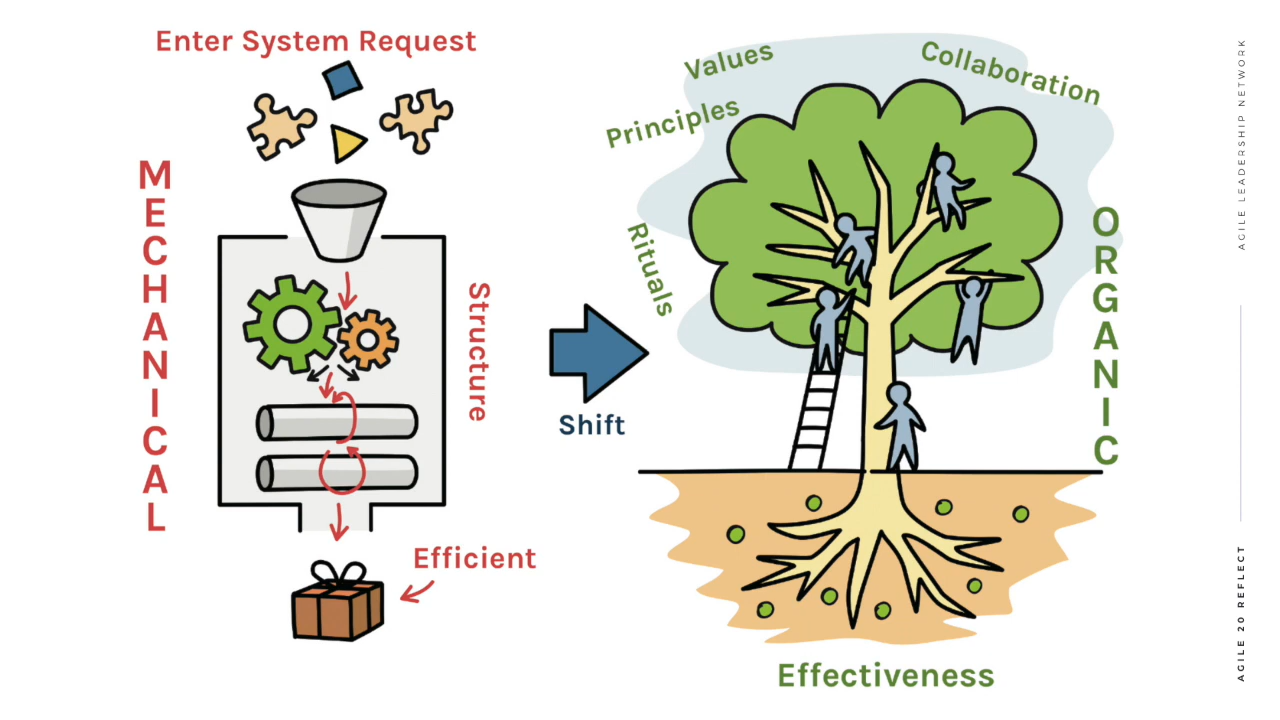 Enter System Request
MECHANICAL
Structure
Efficient
Shift
Values
Principles
Rituals
Collaboration
ORGANIC
Effectiveness
AGILE LEADERSHIP NETWORK
AGILE 20 REFLECT